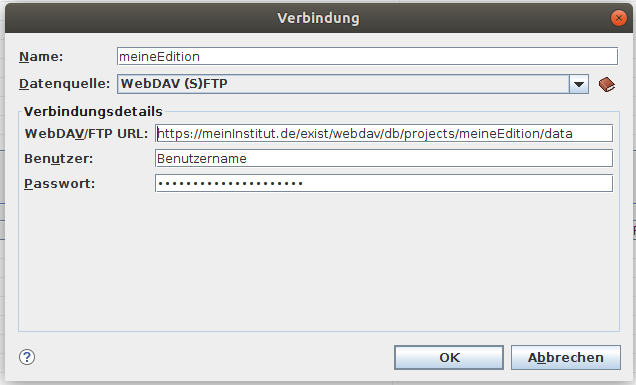 Verbindung
Name: meineEdition
Datenquelle: WebDAV (S)FTP
Verbindungsdetails
WebDAV/FTP URL: https://meinInstitut.de/exist/webdav/db/projects/meineEdition/data
Benutzer: Benutzername
Passwort: •••••••••••••••••••••
? OK Abbrechen